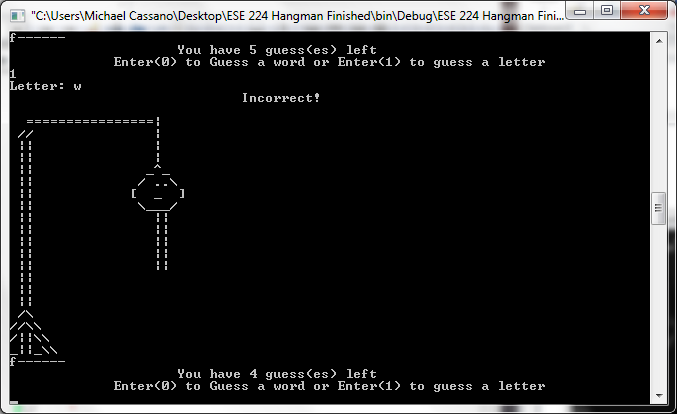 "C:\Users\Michael Cassano\Desktop\ESE 224 Hangman Finished\bin\Debug\ESE 224 Hangman Fini...
f------
You have 5 guess(es) left
Enter(0) to Guess a word or Enter(1) to guess a letter
1
Letter: w
Incorrect!
f------
You have 4 guess(es) left
Enter(0) to Guess a word or Enter(1) to guess a letter